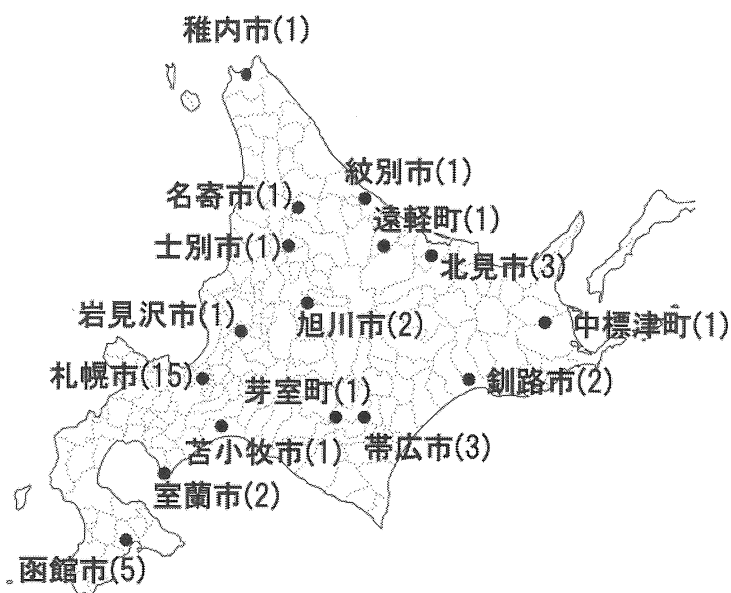 稚内市(1)
紋別市(1)
名寄市(1)
遠軽町(1)
士別市(1)
北見市(3)
岩見沢市(1)
旭川市(2)
中標津町(1)
札幌市(15)
芽室町(1)
釧路市(2)
苫小牧市(1)
帯広市(3)
室蘭市(2)
函館市(5)